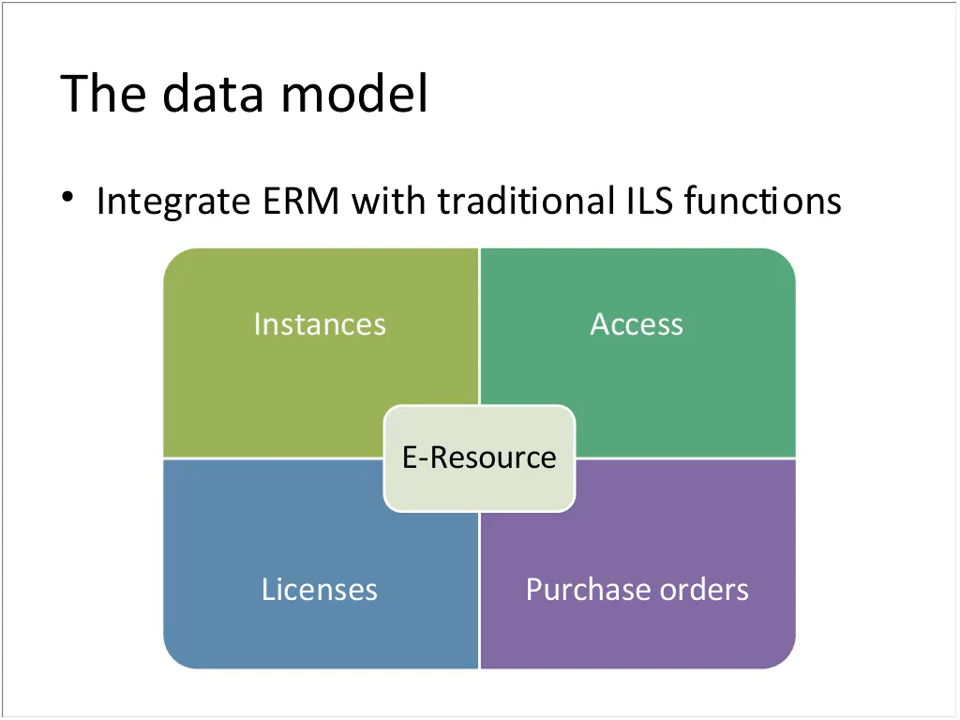 The data model
• Integrate ERM with traditional ILS functions
Instances
Access
E-Resource
Licenses
Purchase orders